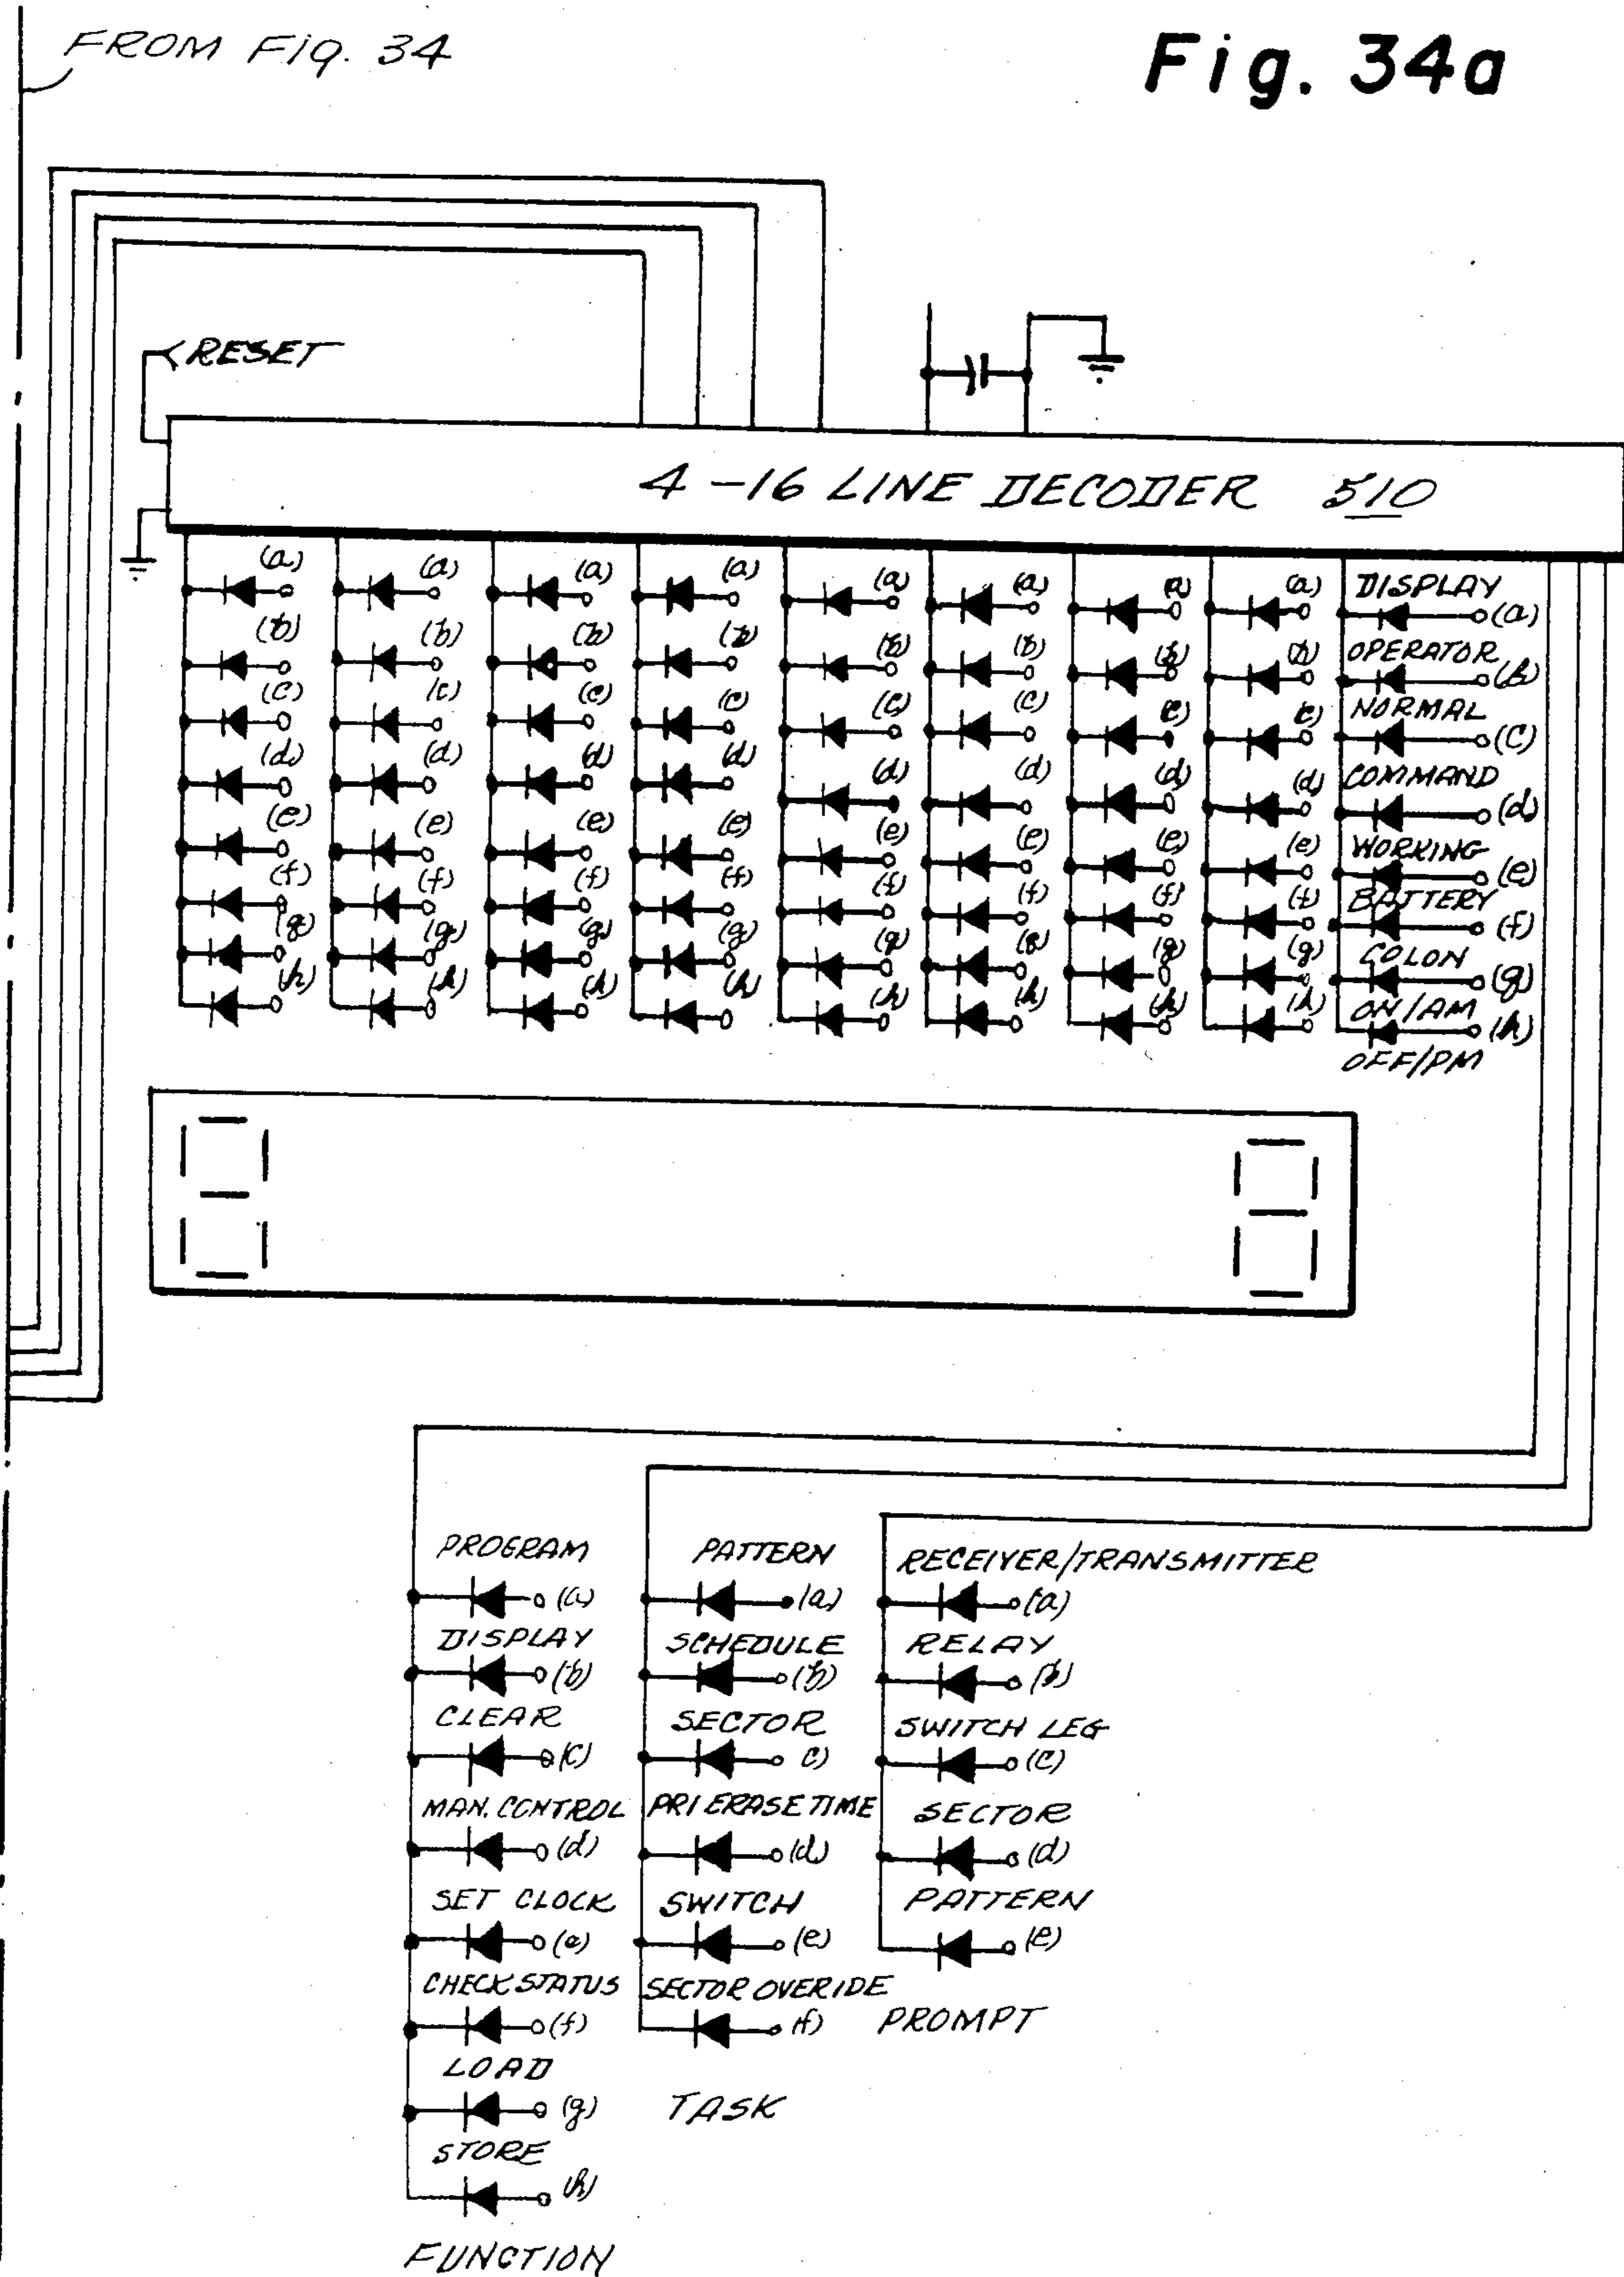 FROM Fig. 34
Fig. 34a
RESET
4-16 LINE DECODER 510
(a) (a) (a) (a) (a) (a) (a) (a) DISPLAY (a)
(b) (b) (b) (b) (b) (b) (b) (b) OPERATOR (b)
(c) (c) (c) (c) (c) (c) (c) (c) NORMAL (c)
(d) (d) (d) (d) (d) (d) (d) (d) COMMAND (d)
(e) (e) (e) (e) (e) (e) (e) (e) WORKING (e)
(f) (f) (f) (f) (f) (f) (f) (f) BATTERY (f)
(g) (g) (g) (g) (g) (g) (g) (g) COLON (g)
(h) (h) (h) (h) (h) (h) (h) (h) ON/AM (h)
OFF/PM
PROGRAM
(a)
DISPLAY
(b)
CLEAR
(c)
MAN. CONTROL
(d)
SET CLOCK
(e)
CHECK STATUS
(f)
LOAD
(g)
STORE
(h)
FUNCTION
PATTERN
(a)
SCHEDULE
(b)
SECTOR
c)
PRI ERASE TIME
(d)
SWITCH
(e)
SECTOR OVERIDE
(f)
TASK
RECEIVER/TRANSMITTER
(a)
RELAY
(b)
SWITCH LEG
(c)
SECTOR
(d)
PATTERN
(e)
PROMPT